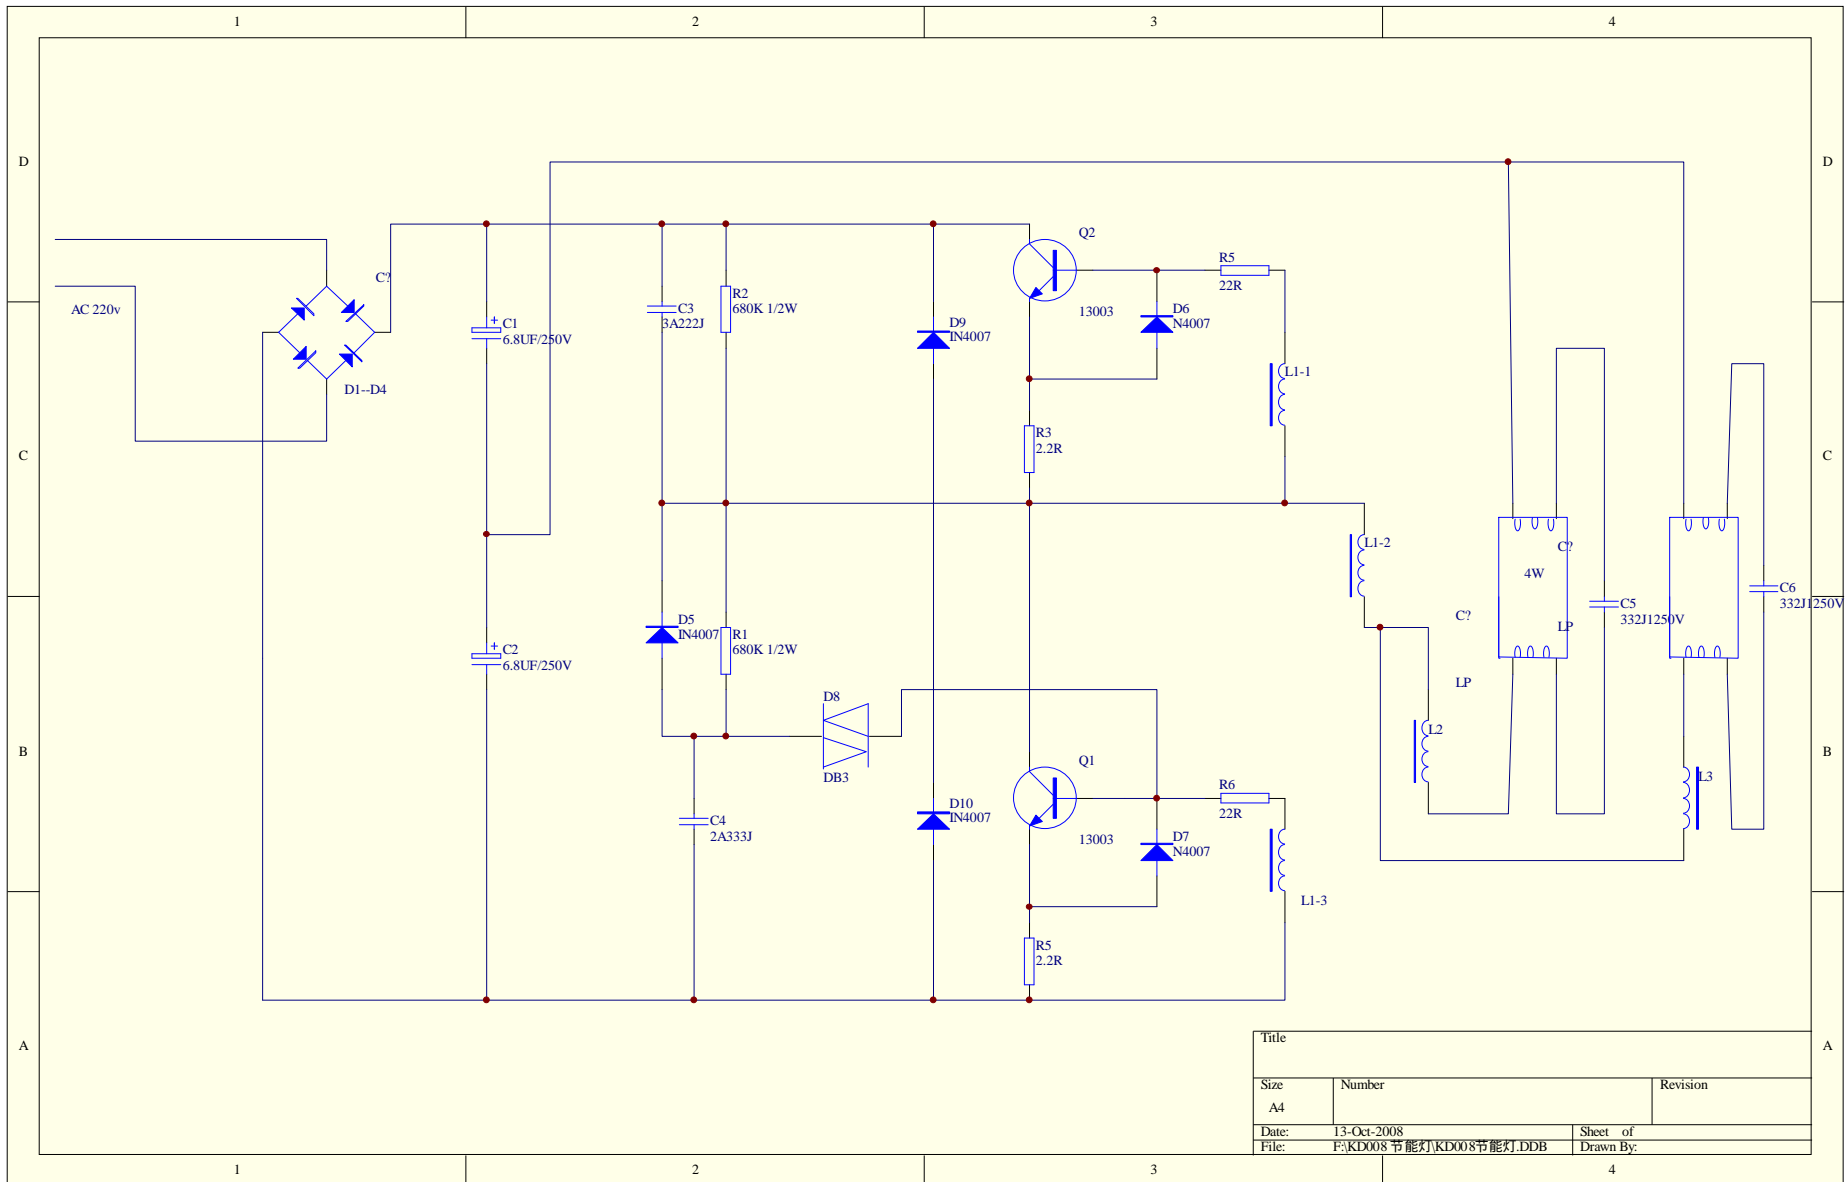 1
2
3
4
D
D
Q2
R5
C?
22R
AC 220v
R2
680K 1/2W
C3
3A222J
D6
N4007
13003
C1
6.8UF/250V
D9
IN4007
L1-1
D1--D4
R3
2.2R
C
C
L1-2
C?
4W
C6
332J1250V
C5
332J1250V
C?
LP
D5
IN4007
R1
680K 1/2W
C2
6.8UF/250V
LP
D8
L2
B
B
Q1
DB3
L3
R6
22R
D10
IN4007
C4
2A333J
13003
D7
N4007
L1-3
R5
2.2R
A
A
Title
Size
Number
Revision
A4
Date:
13-Oct-2008
Sheet of
File:
F:\KD008 节能灯\KD008节能灯.DDB
Drawn By:
1
2
3
4